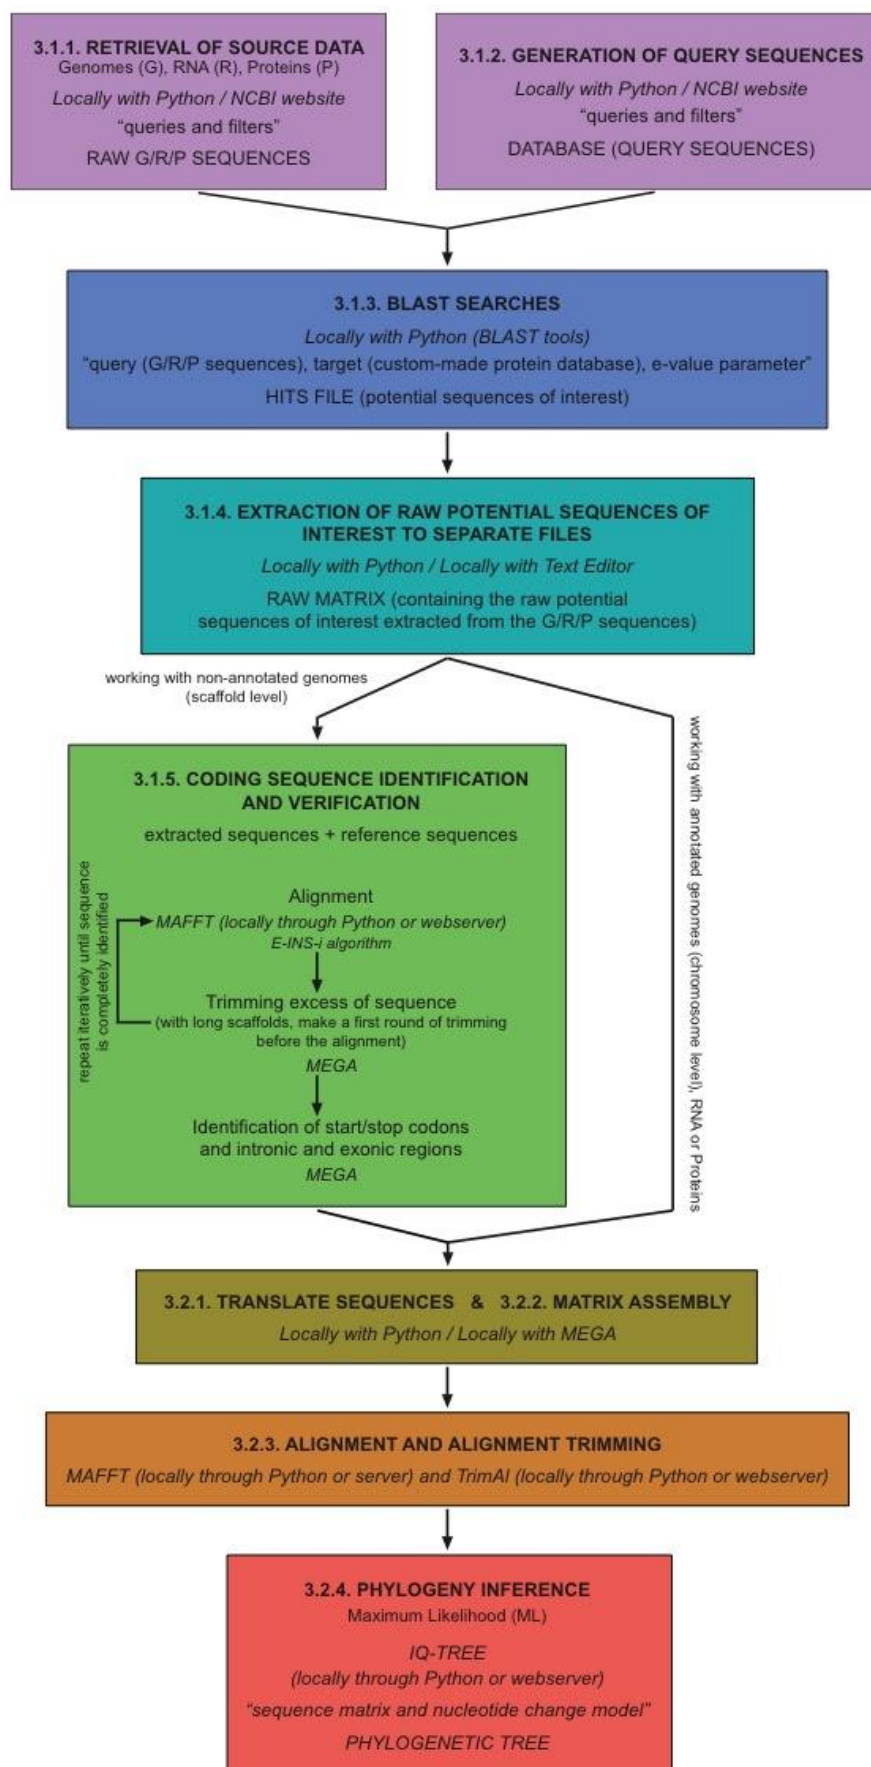 3.1.1. RETRIEVAL OF SOURCE DATA
Genomes (G), RNA (R), Proteins (P)
Locally with Python / NCBI website
“queries and filters”
RAW G/R/P SEQUENCES
3.1.2. GENERATION OF QUERY SEQUENCES
Locally with Python / NCBI website
“queries and filters”
DATABASE (QUERY SEQUENCES)
3.1.3. BLAST SEARCHES
Locally with Python (BLAST tools)
“query (G/R/P sequences), target (custom-made protein database), e-value parameter”
HITS FILE (potential sequences of interest)
3.1.4. EXTRACTION OF RAW POTENTIAL SEQUENCES OF
INTEREST TO SEPARATE FILES
Locally with Python / Locally with Text Editor
RAW MATRIX (containing the raw potential
sequences of interest extracted from the G/R/P sequences)
working with non-annotated genomes
(scaffold level)
working with annotated genomes (chromosome level), RNA or Proteins
3.1.5. CODING SEQUENCE IDENTIFICATION
AND VERIFICATION
extracted sequences + reference sequences
repeat iteratively until sequence
is completely identified
Alignment
MAFFT (locally through Python or webserver)
E-INS-i algorithm
Trimming excess of sequence
(with long scaffolds, make a first round of trimming
before the alignment)
MEGA
Identification of start/stop codons
and intronic and exonic regions
MEGA
3.2.1. TRANSLATE SEQUENCES & 3.2.2. MATRIX ASSEMBLY
Locally with Python / Locally with MEGA
3.2.3. ALIGNMENT AND ALIGNMENT TRIMMING
MAFFT (locally through Python or server) and TrimAl (locally through Python or webserver)
3.2.4. PHYLOGENY INFERENCE
Maximum Likelihood (ML)
IQ-TREE
(locally through Python or webserver)
“sequence matrix and nucleotide change model”
PHYLOGENETIC TREE